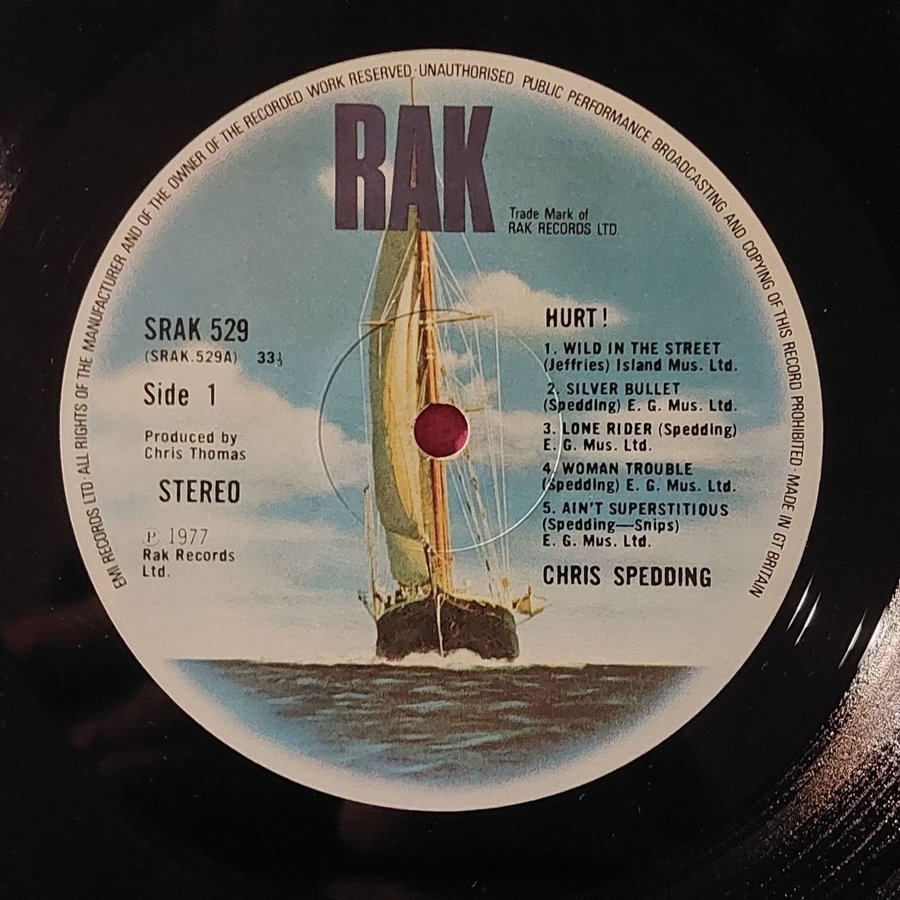 EMI RECORDS LTD·ALL RIGHTS OF THE MANUFACTURER AND OF THE OWNER OF THE RECORDED WORK RESERVED·UNAUTHORISED PUBLIC PERFORMANCE BROADCASTING AND COPYING OF THIS RECORD PROHIBITED·MADE IN GT BRITAIN
RAK
Trade Mark of
RAK RECORDS LTD.
SRAK 529
(SRAK.529A) 33⅓
Side 1
Produced by
Chris Thomas
STEREO
℗ 1977
Rak Records
Ltd.
HURT!
1. WILD IN THE STREET
(Jeffries) Island Mus. Ltd.
2. SILVER BULLET
(Spedding) E. G. Mus. Ltd.
3. LONE RIDER (Spedding)
E. G. Mus. Ltd.
4. WOMAN TROUBLE
(Spedding) E. G. Mus. Ltd.
5. AIN'T SUPERSTITIOUS
(Spedding—Snips)
E. G. Mus. Ltd.
CHRIS SPEDDING